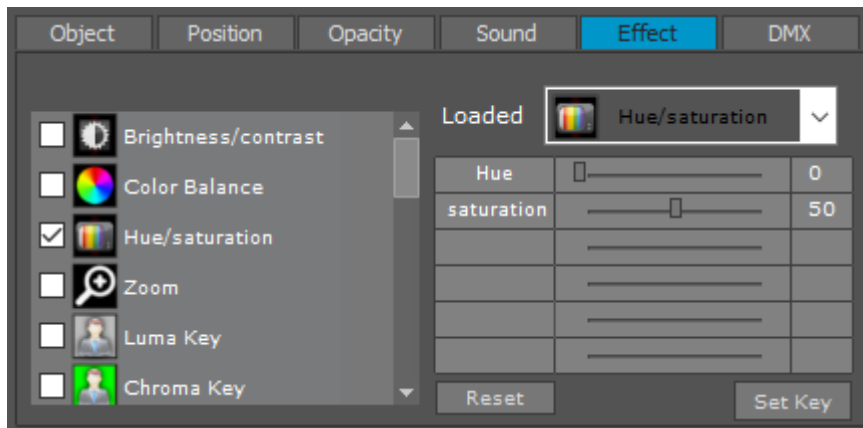 Object Position Opacity Sound Effect DMX
Loaded Hue/saturation
Brightness/contrast
Color Balance
Hue/saturation
Zoom
Luma Key
Chroma Key
Hue 0
saturation 50
Reset Set Key